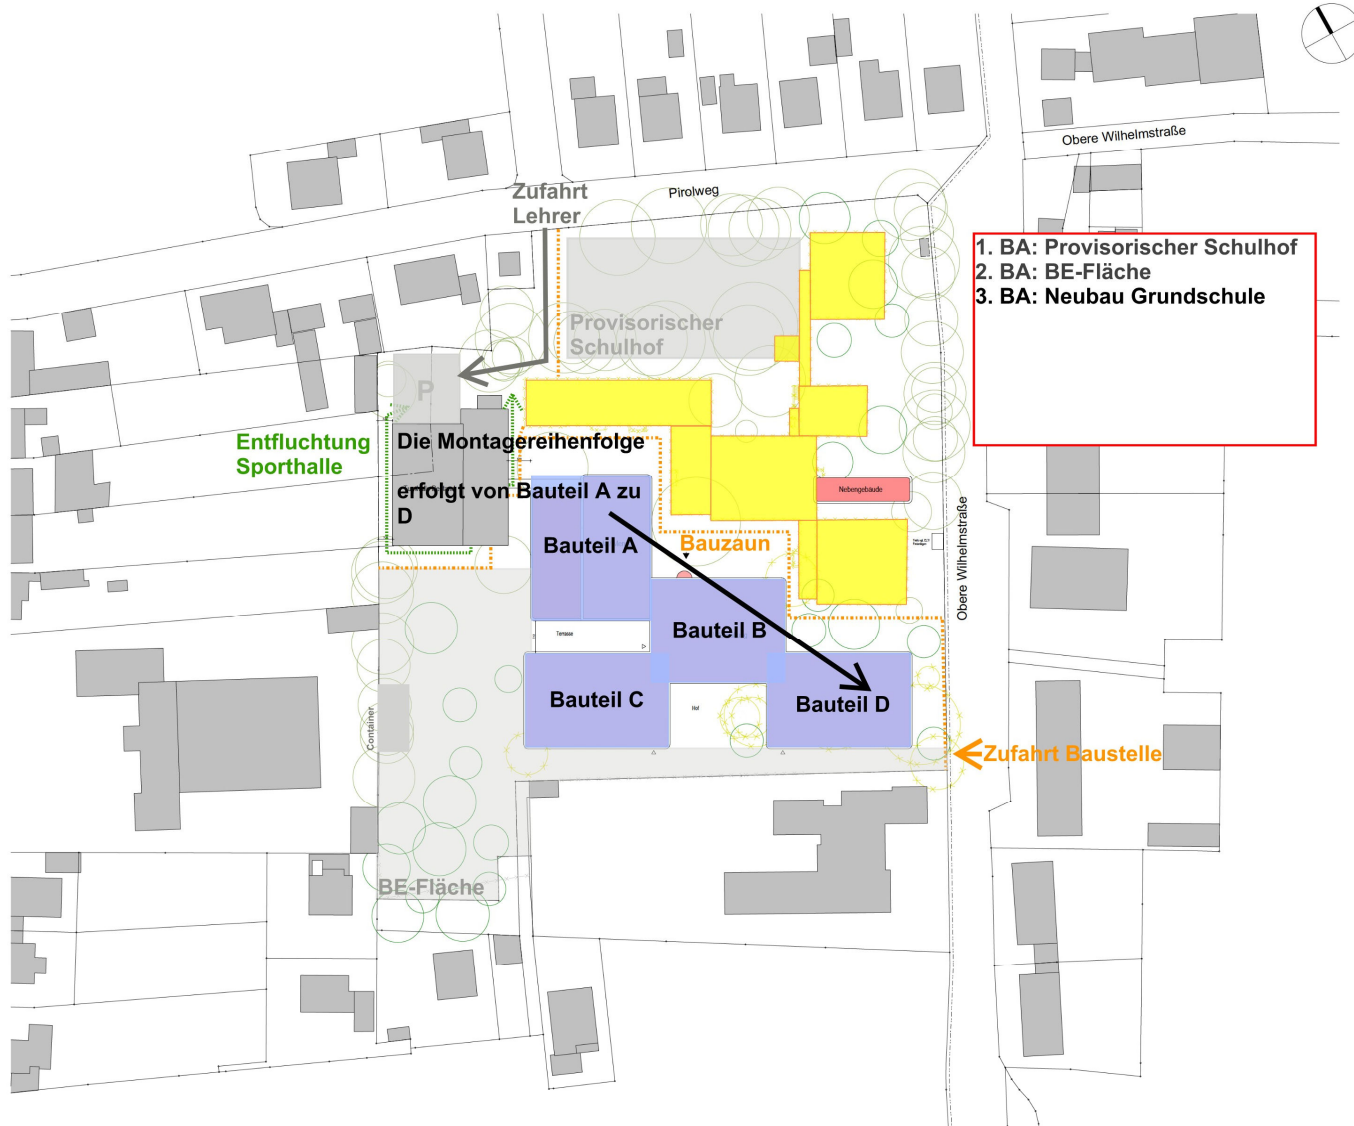 Obere Wilhelmstraße
Pirolweg
Zufahrt
Lehrer
1. BA: Provisorischer Schulhof
2. BA: BE-Fläche
3. BA: Neubau Grundschule
Provisorischer
Schulhof
P
Entfluchtung
Sporthalle
Die Montagereihenfolge
erfolgt von Bauteil A zu
D
Nebengebäude
Bauteil A
Bauzaun
Obere Wilhelmstraße
Bauteil B
Terrasse
Bauteil C
Hof
Bauteil D
Container
Zufahrt Baustelle
BE-Fläche